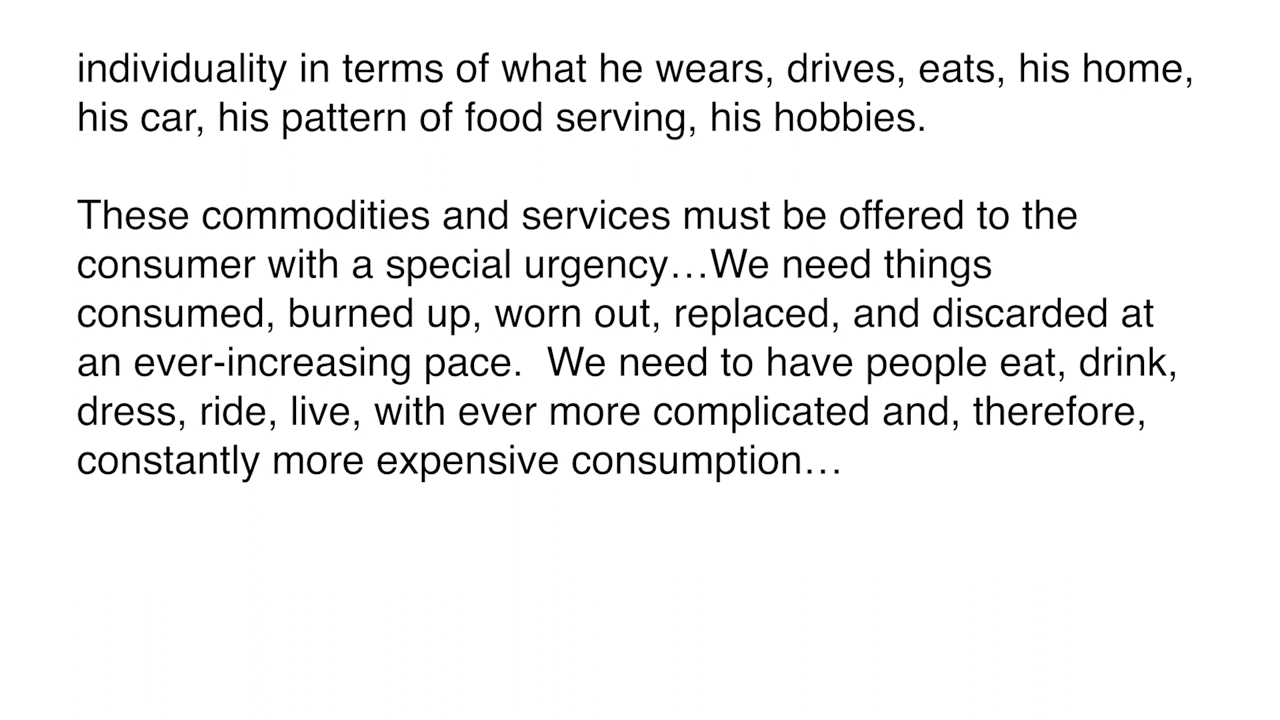 individuality in terms of what he wears, drives, eats, his home,
his car, his pattern of food serving, his hobbies.
These commodities and services must be offered to the
consumer with a special urgency…We need things
consumed, burned up, worn out, replaced, and discarded at
an ever-increasing pace.  We need to have people eat, drink,
dress, ride, live, with ever more complicated and, therefore,
constantly more expensive consumption…